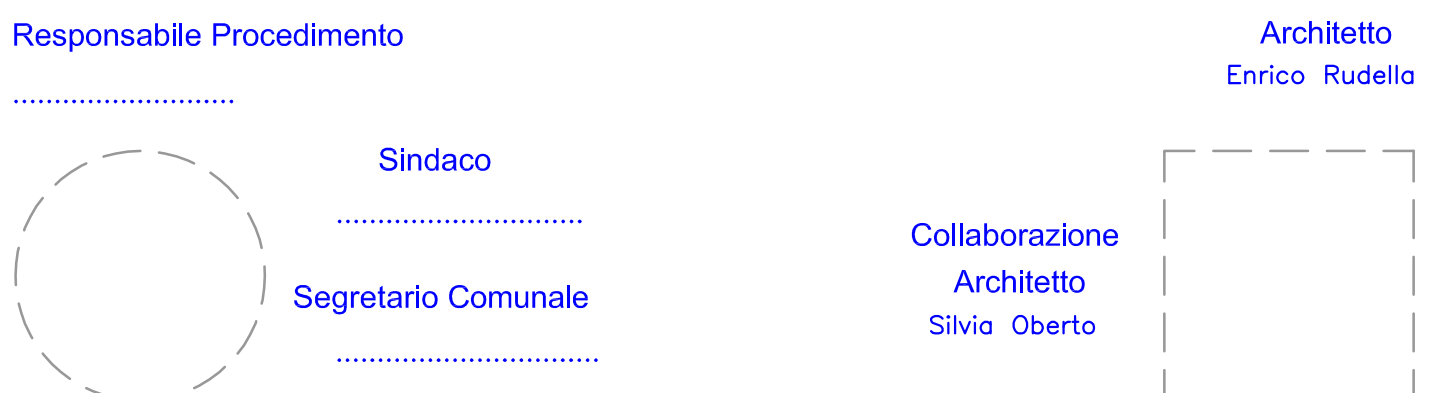 Responsabile Procedimento
...........................
Sindaco
..............................
Segretario Comunale
................................
Architetto
Enrico Rudella
Collaborazione
Architetto
Silvia Oberto